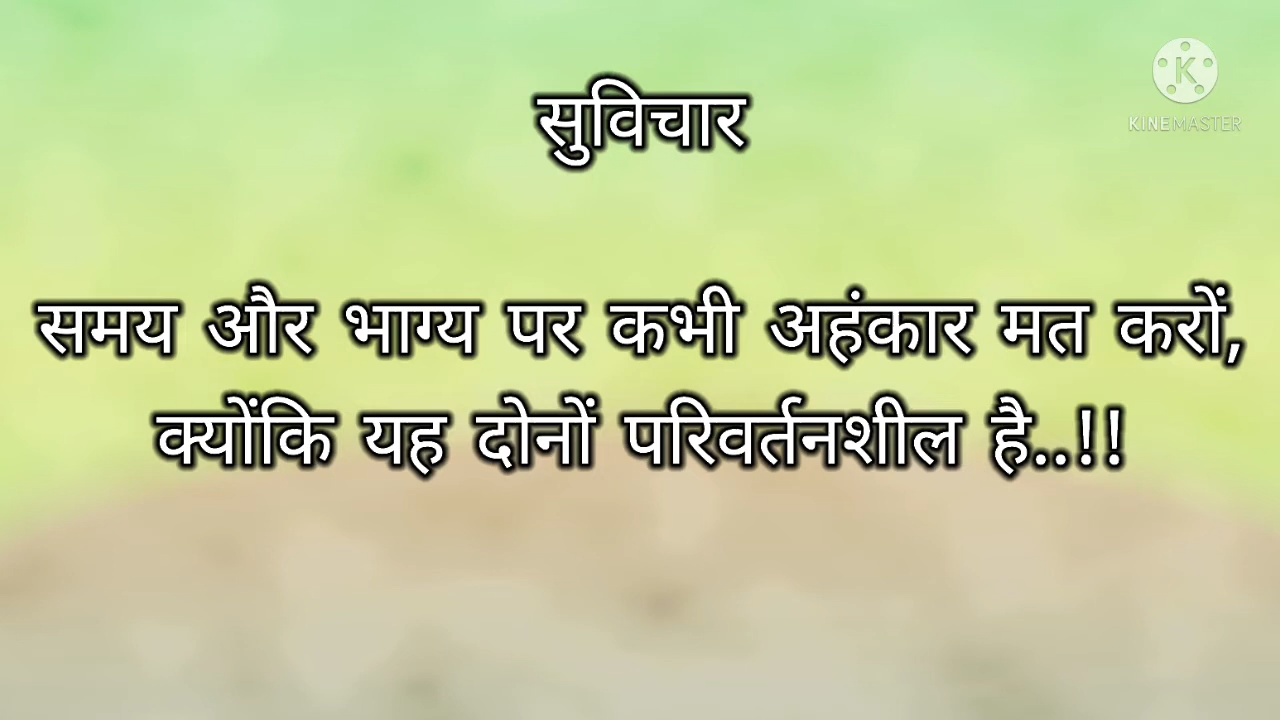 सुविचार
KINEMASTER
समय और भाग्य पर कभी अहंकार मत करों,
क्योंकि यह दोनों परिवर्तनशील है..!!